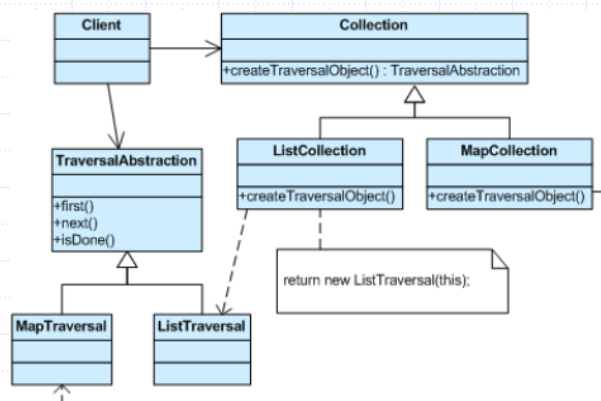 Client
Collection
+createTraversalObject() : TraversalAbstraction
TraversalAbstraction
+first()
+next()
+isDone()
ListCollection
+createTraversalObject()
MapCollection
+createTraversalObject()
return new ListTraversal(this);
MapTraversal
ListTraversal